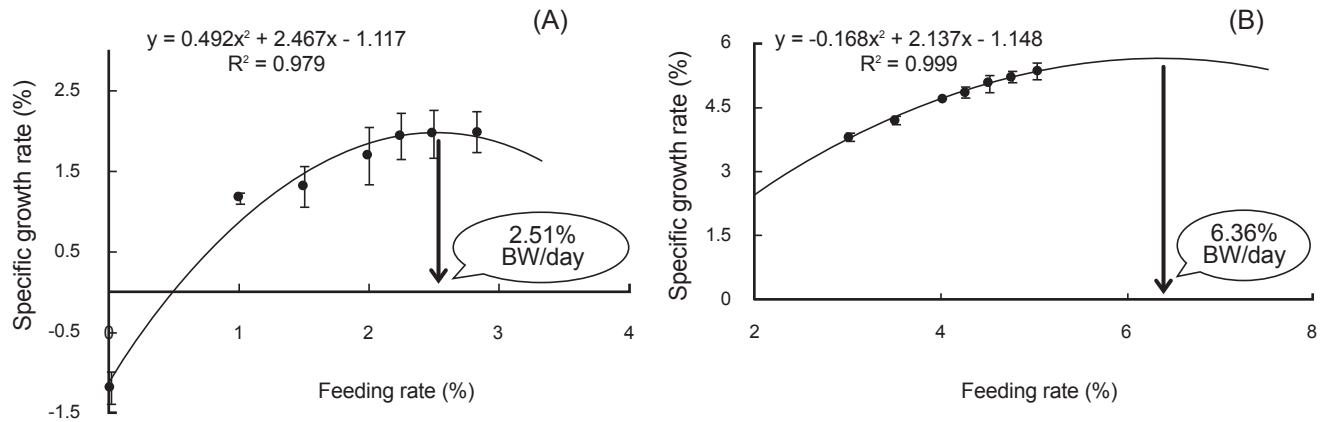 (A)
y = 0.492x² + 2.467x - 1.117
R² = 0.979
Specific growth rate (%)
2.5
1.5
0.5
-0.5
-1.5
0
1
2
3
4
2.51%
BW/day
Feeding rate (%)
(B)
y = -0.168x² + 2.137x - 1.148
R² = 0.999
Specific growth rate (%)
6
4.5
3
1.5
0
2
4
6
8
6.36%
BW/day
Feeding rate (%)